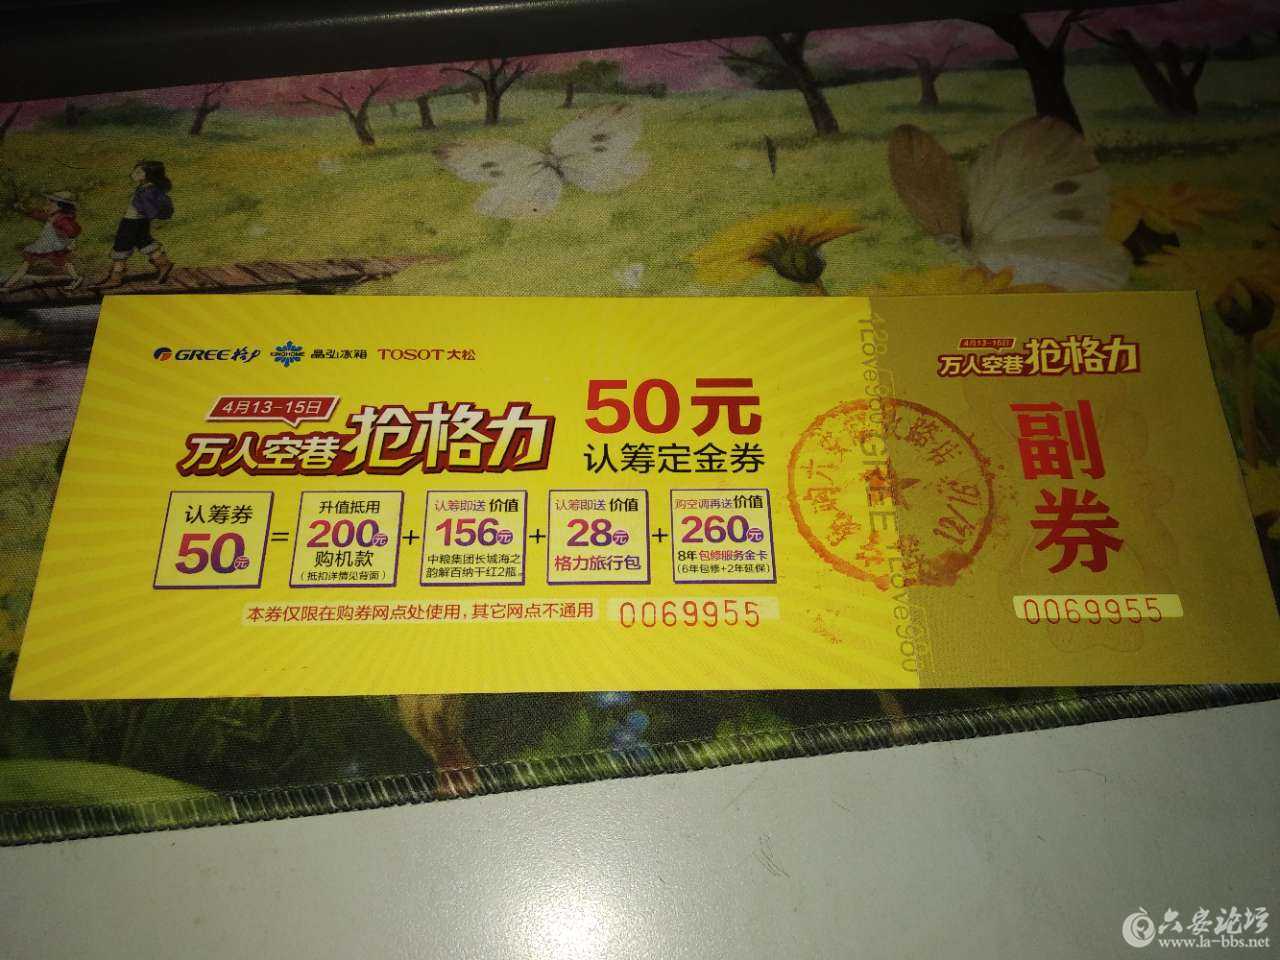 GREE格力 KINGHOME 晶弘冰箱 TOSOT大松
4月13-15日
万人空巷抢格力
50元
认筹定金券
认筹券
50元
=
升值抵用
200元
购机款
(抵扣详情见背面)
+
认筹即送 价值
156元
中粮集团长城海之
韵解百纳干红2瓶
+
认筹即送 价值
28元
格力旅行包
+
购空调再送价值
260元
8年包修服务金卡
(6年包修+2年延保)
本券仅限在购券网点处使用,其它网点不通用
0069955
4月13-15日
万人空巷抢格力
副券
0069955
六安论坛
www.la-bbs.net